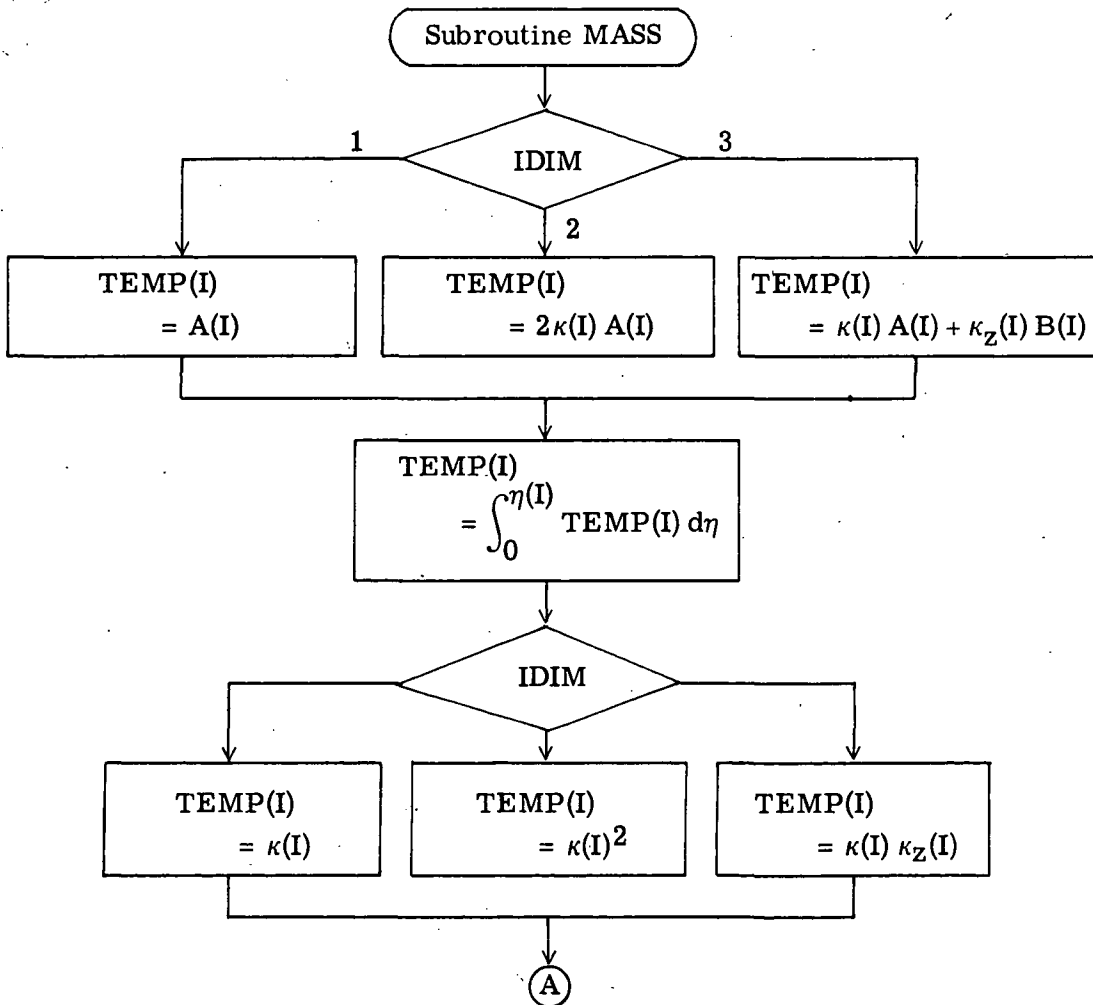 Subroutine MASS
1
IDIM
3
2
TEMP(I)
= A(I)
TEMP(I)
= 2κ(I) A(I)
TEMP(I)
= κ(I) A(I) + κ_z(I) B(I)
TEMP(I)
= ∫_0^{η(I)} TEMP(I) dη
IDIM
TEMP(I)
= κ(I)
TEMP(I)
= κ(I)²
TEMP(I)
= κ(I) κ_z(I)
A